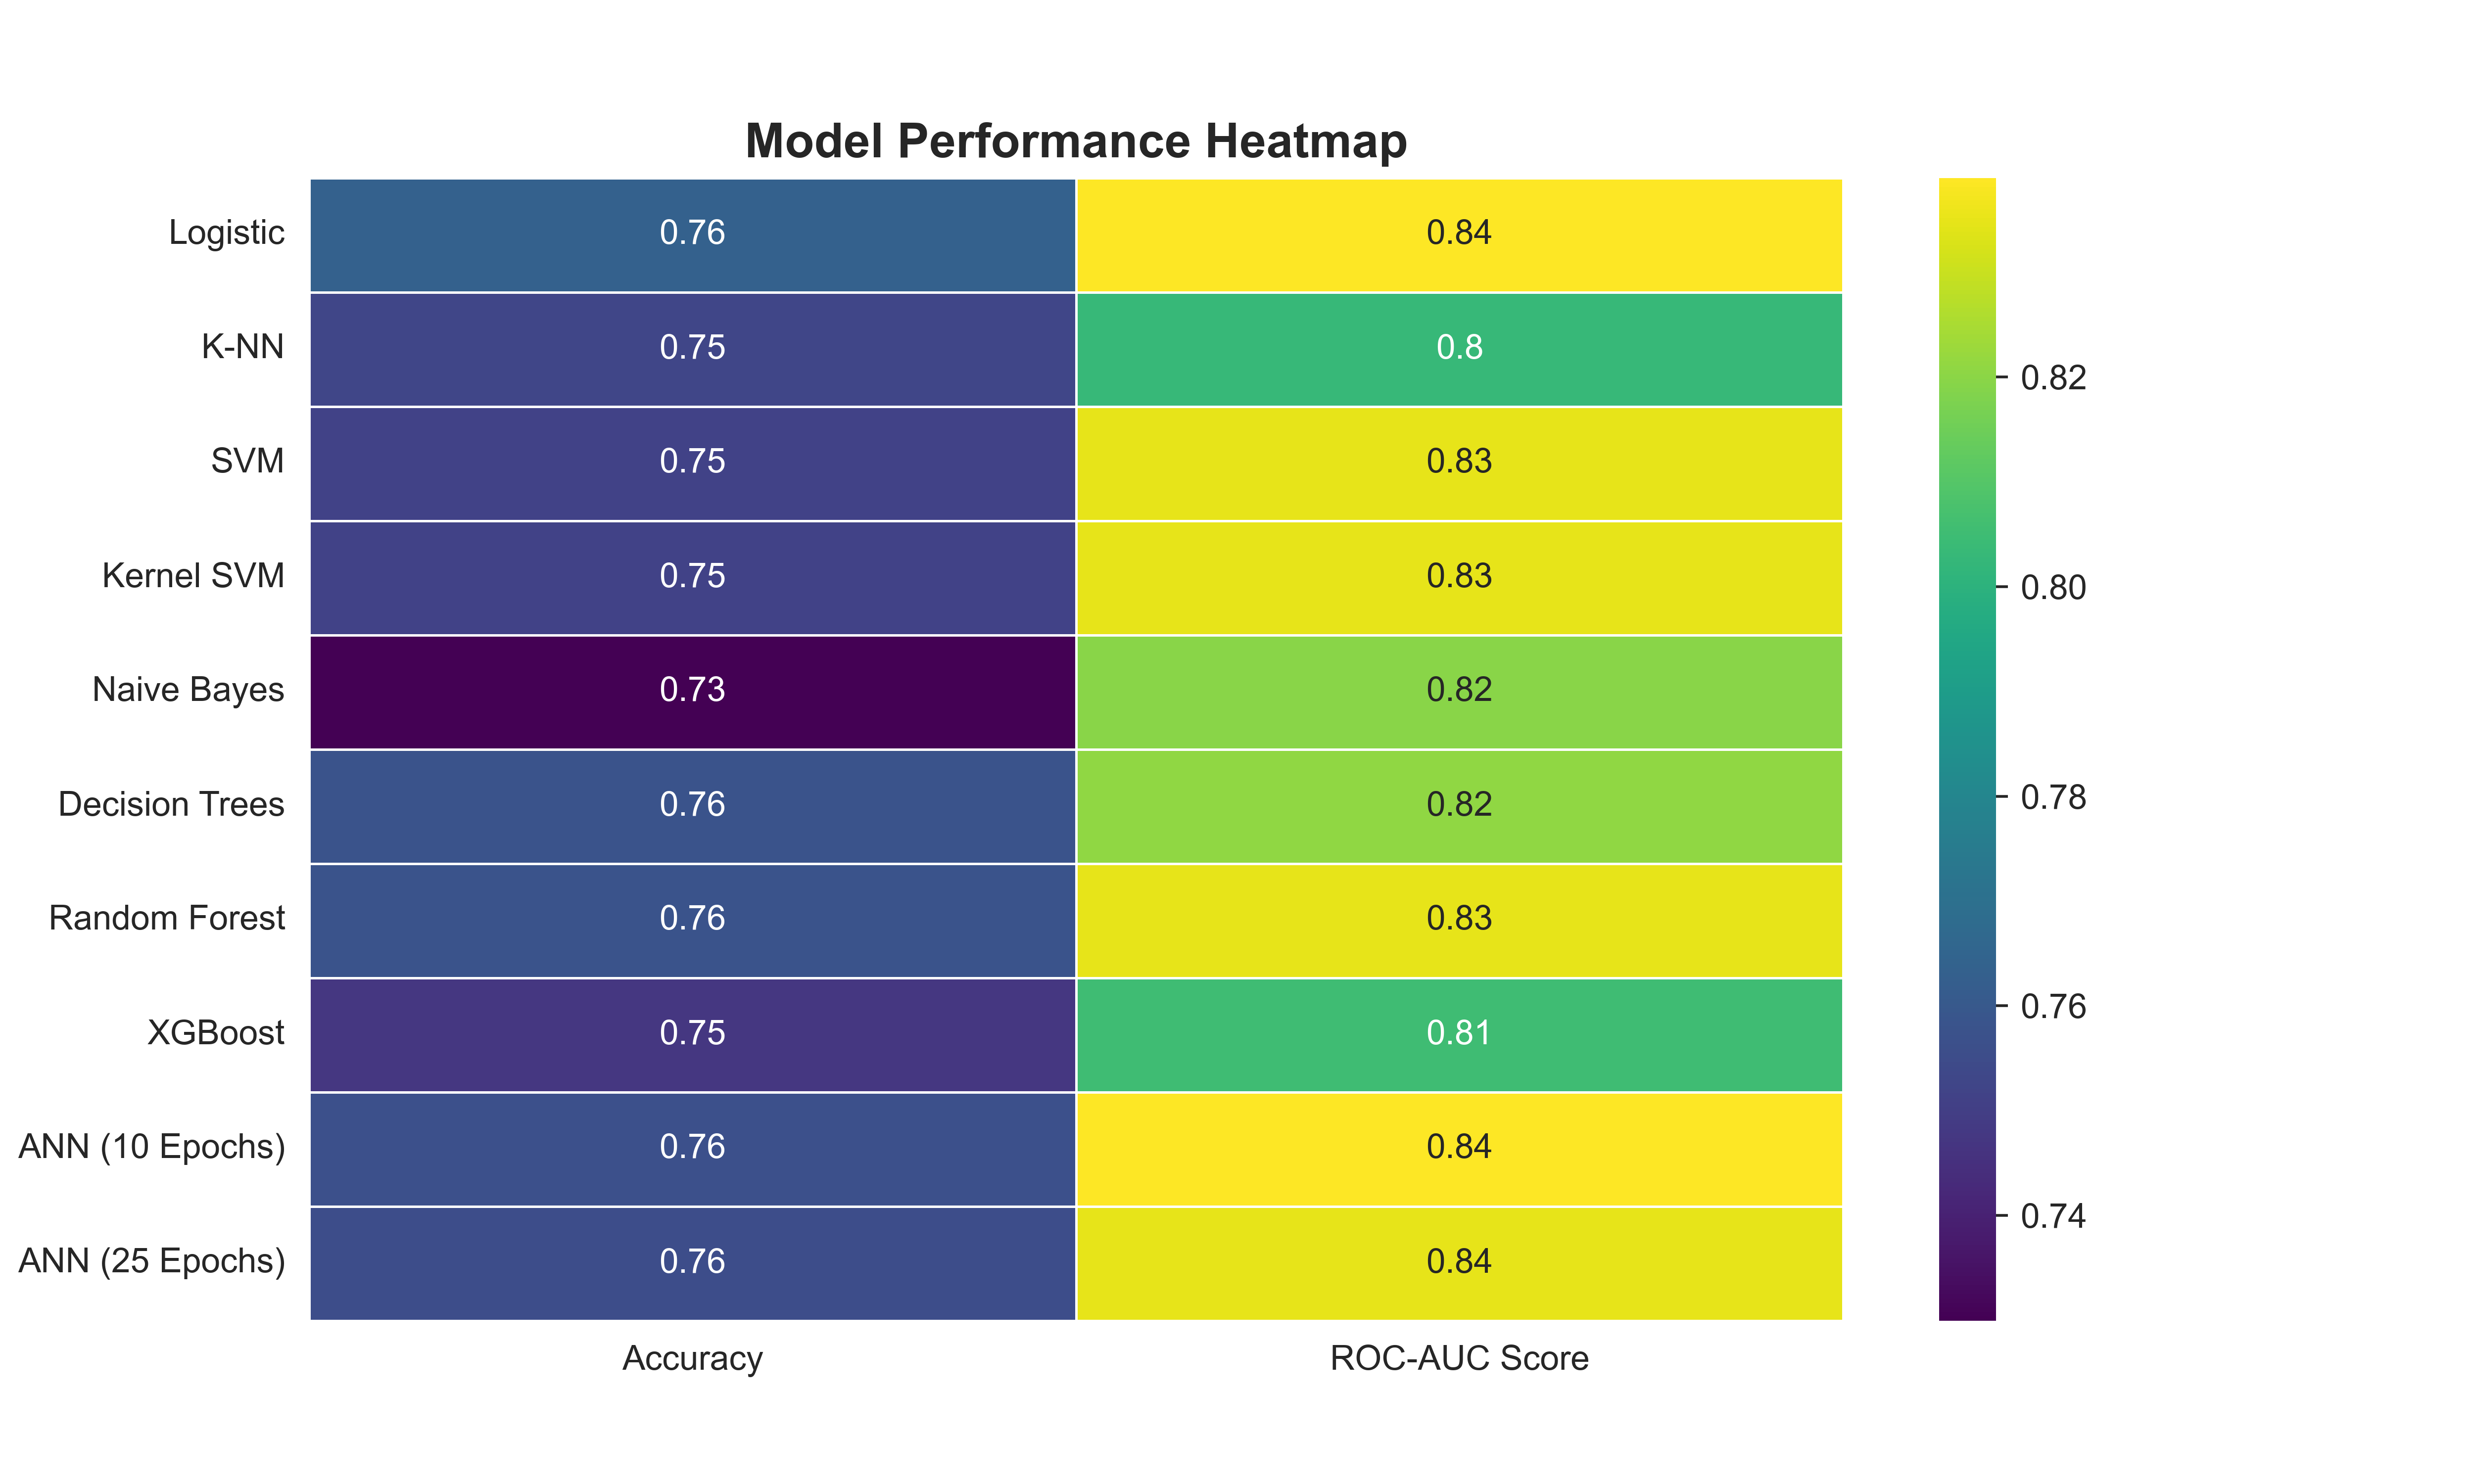 Model Performance Heatmap
Logistic 0.76 0.84
K-NN 0.75 0.8
0.82
SVM 0.75 0.83
Kernel SVM 0.75 0.83
0.80
Naive Bayes 0.73 0.82
Decision Trees 0.76 0.82
0.78
Random Forest 0.76 0.83
XGBoost 0.75 0.81
0.76
ANN (10 Epochs) 0.76 0.84
0.74
ANN (25 Epochs) 0.76 0.84
Accuracy ROC-AUC Score